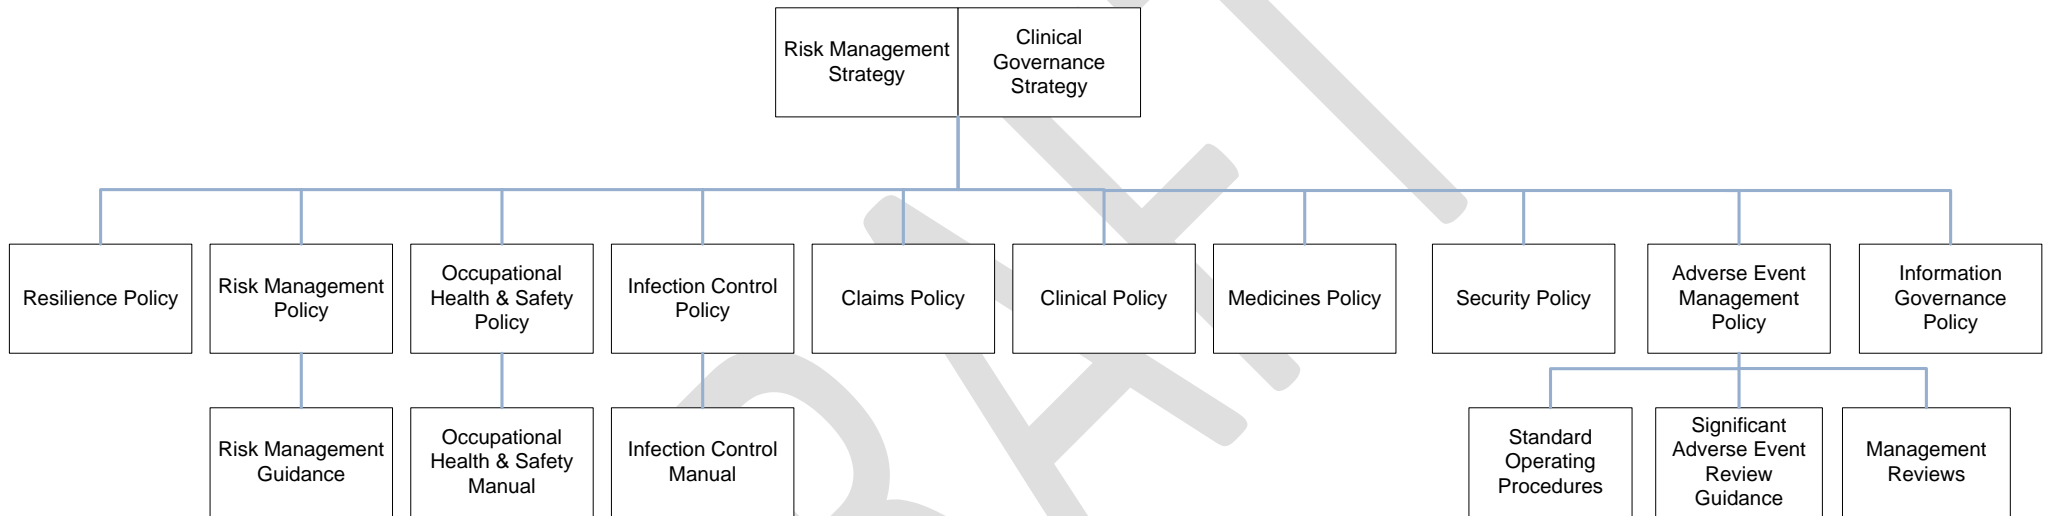 Risk Management
Strategy
Clinical
Governance
Strategy
Resilience Policy
Risk Management
Policy
Occupational
Health & Safety
Policy
Infection Control
Policy
Claims Policy
Clinical Policy
Medicines Policy
Security Policy
Adverse Event
Management
Policy
Information
Governance
Policy
Risk Management
Guidance
Occupational
Health & Safety
Manual
Infection Control
Manual
Standard
Operating
Procedures
Significant
Adverse Event
Review
Guidance
Management
Reviews
DRAFT